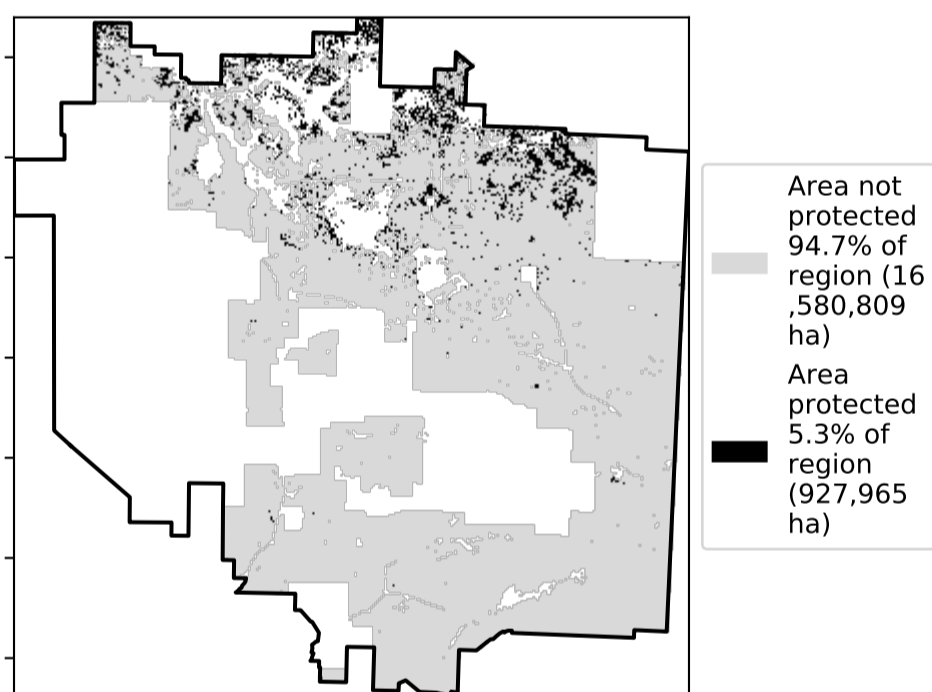 Area not
protected
94.7% of
region (16
,580,809
ha)
Area
protected
5.3% of
region
(927,965
ha)